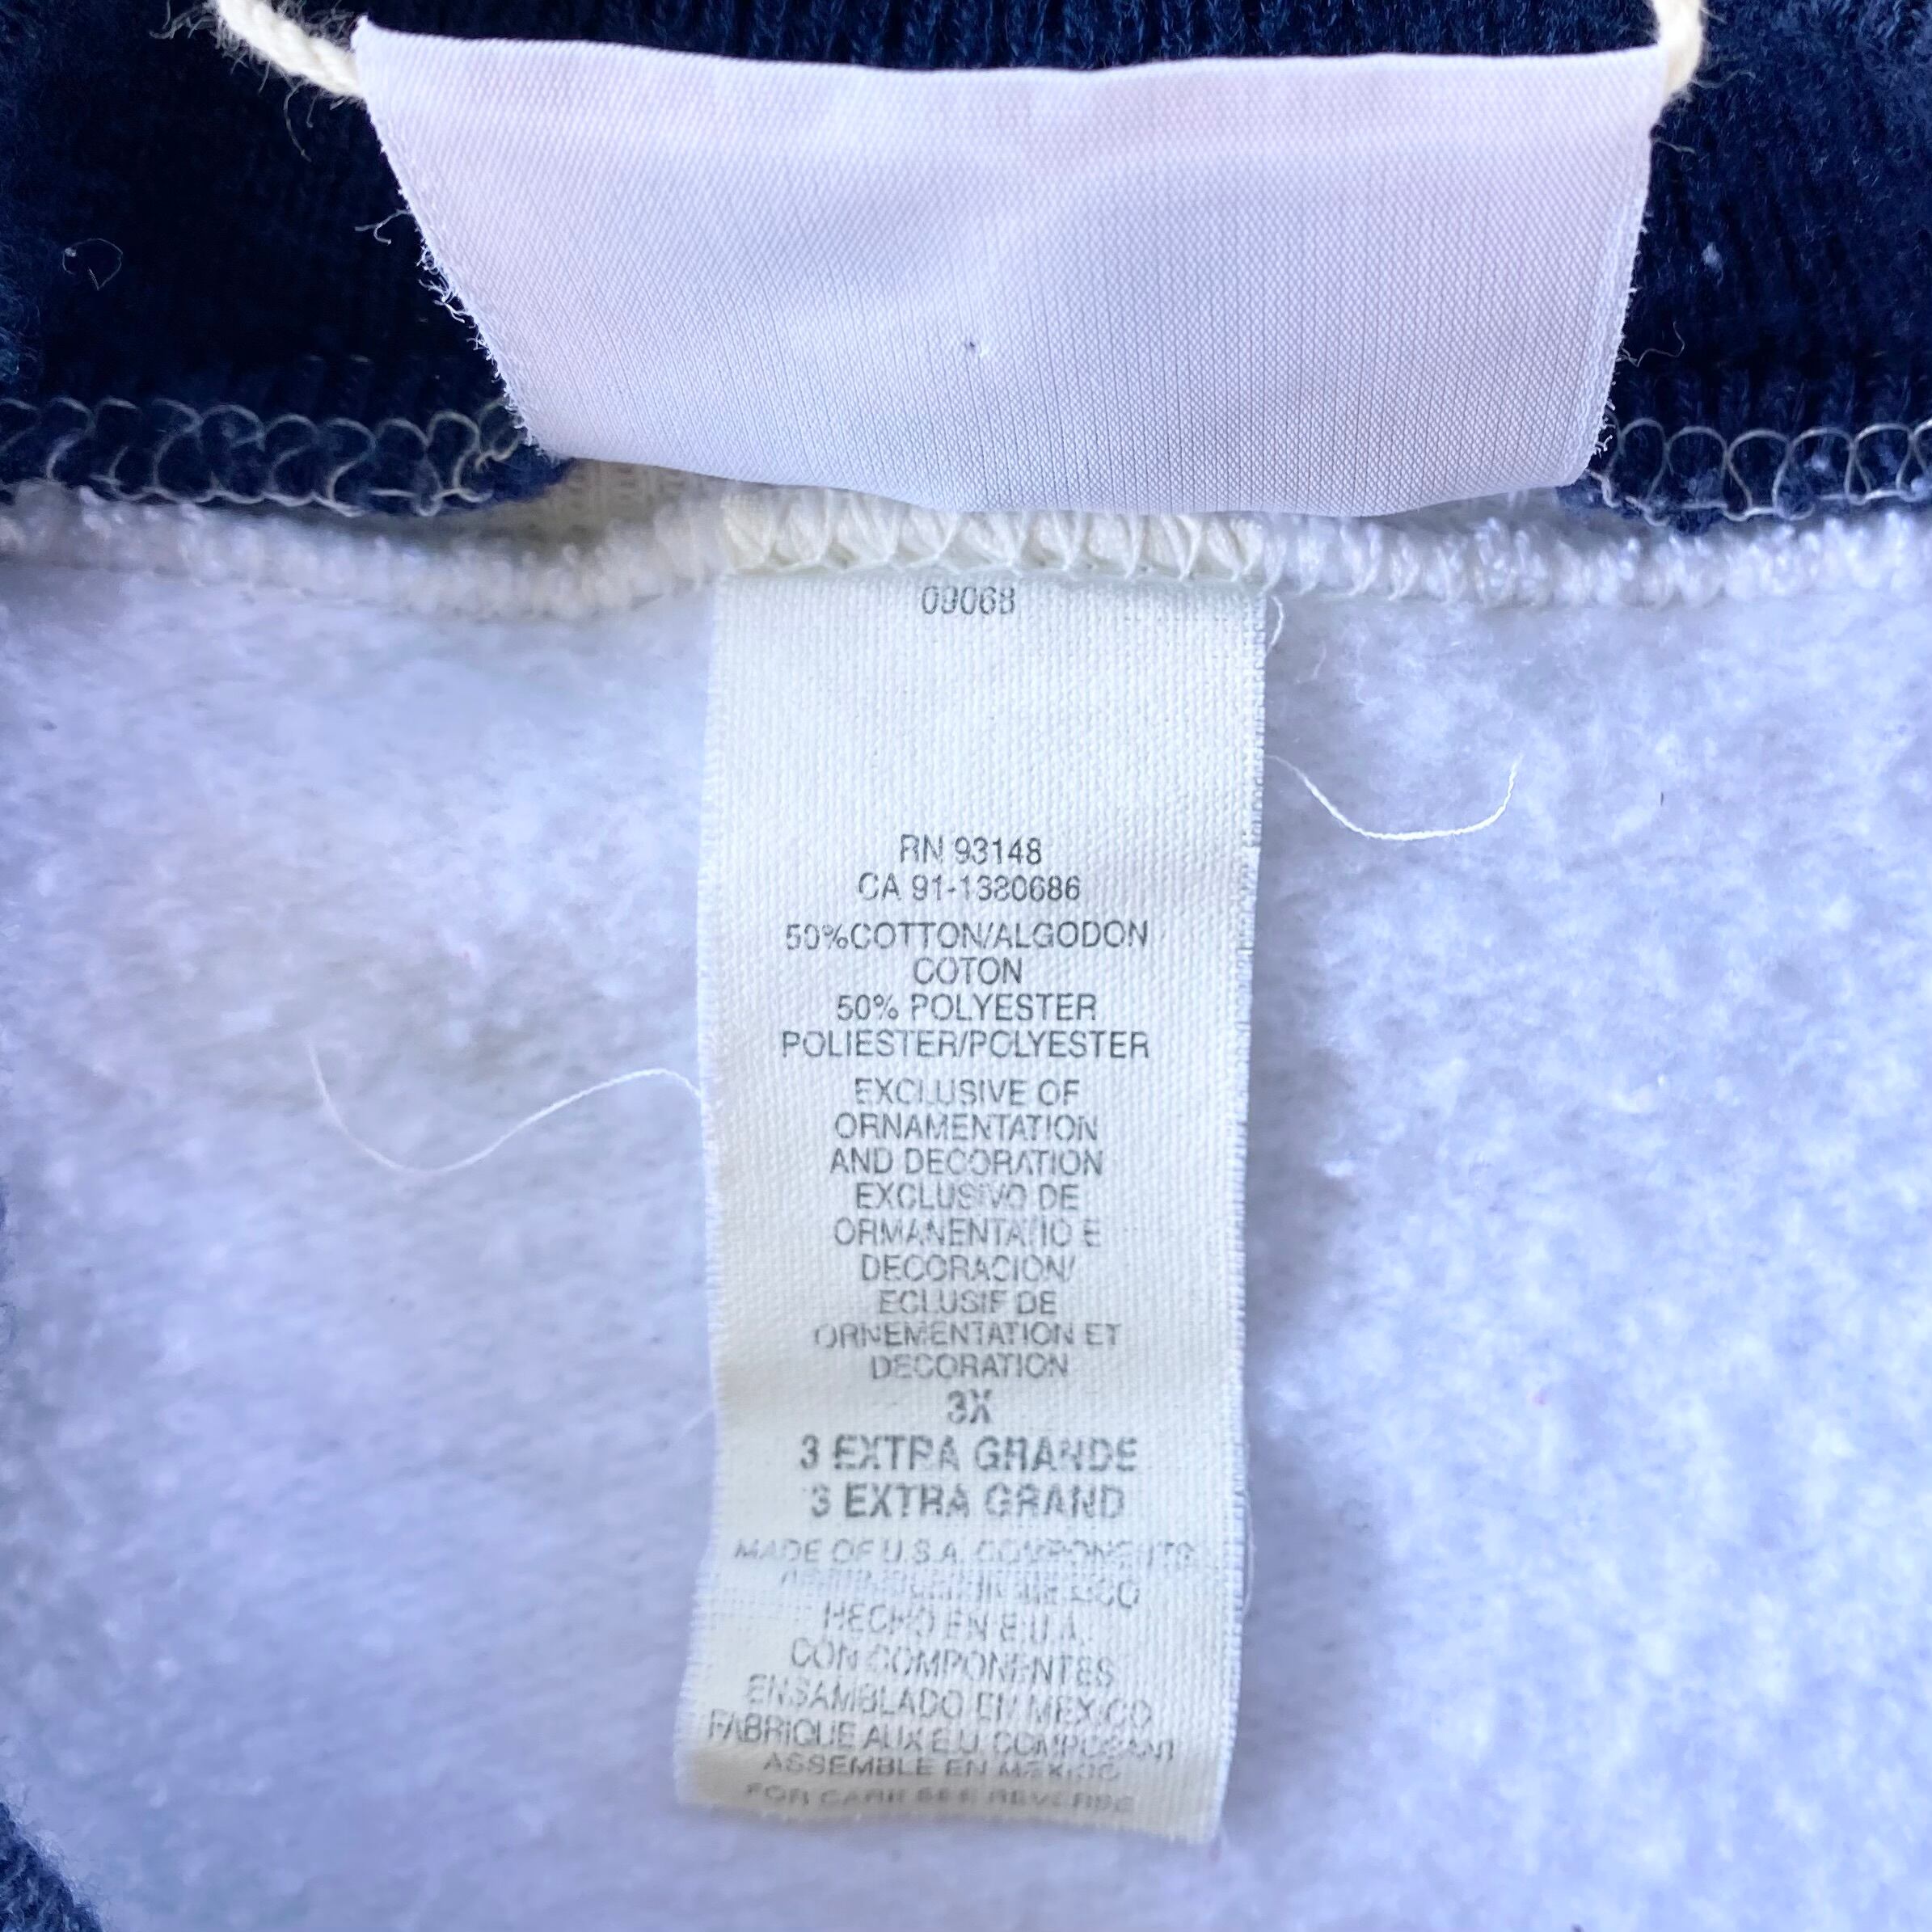 09068
RN 93148
CA 91-1380686
50%COTTON/ALGODON
COTON
50% POLYESTER
POLIESTER/POLYESTER
EXCLUSIVE OF
ORNAMENTATION
AND DECORATION
EXCLUSIVO DE
ORMANENTATIO E
DECORACION/
ECLUSIF DE
ORNEMENTATION ET
DECORATION
3X
3 EXTRA GRANDE
3 EXTRA GRAND
MADE OF U.S.A. COMPONENTS
MEXICO
HECHO EN E.U.A.
CON COMPONENTES
ENSAMBLADO EN MEXICO
FABRIQUE AUX E.U. COMPOSANT
ASSEMBLE EN MEXICO
FOR CARE SEE REVERSE